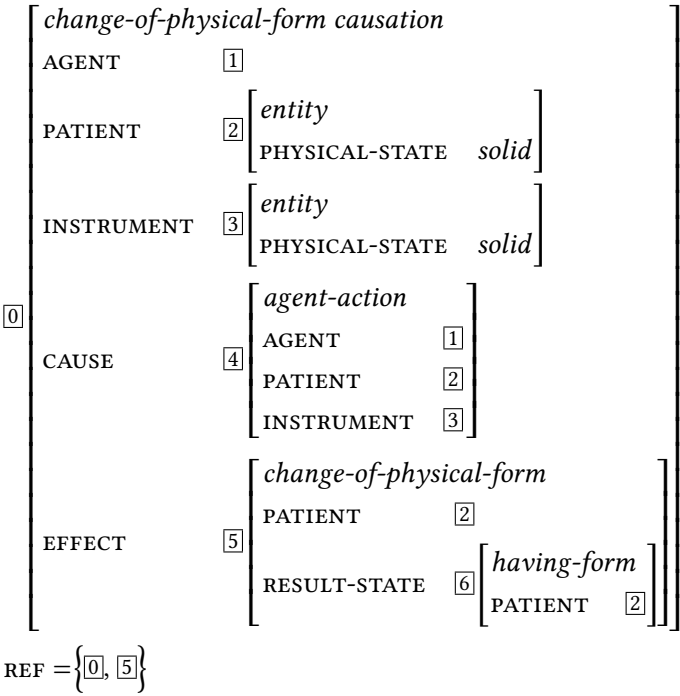 change-of-physical-form causation
AGENT 1
entity
PATIENT 2
PHYSICAL-STATE solid
entity
INSTRUMENT 3
PHYSICAL-STATE solid
0
agent-action
AGENT 1
CAUSE 4
PATIENT 2
INSTRUMENT 3
change-of-physical-form
PATIENT 2
EFFECT 5
having-form
RESULT-STATE 6
PATIENT 2
REF = {0, 5}